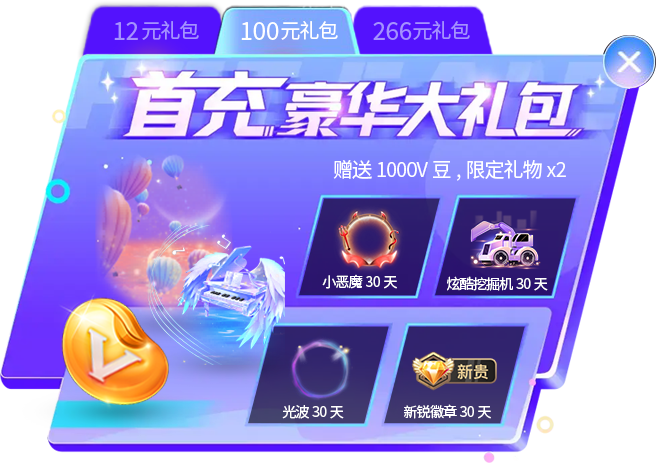 12元礼包 100元礼包 266元礼包
首充豪华大礼包
赠送 1000V 豆 , 限定礼物 x2
小恶魔 30 天 炫酷挖掘机 30 天
V
新贵
光波 30 天 新锐徽章 30 天